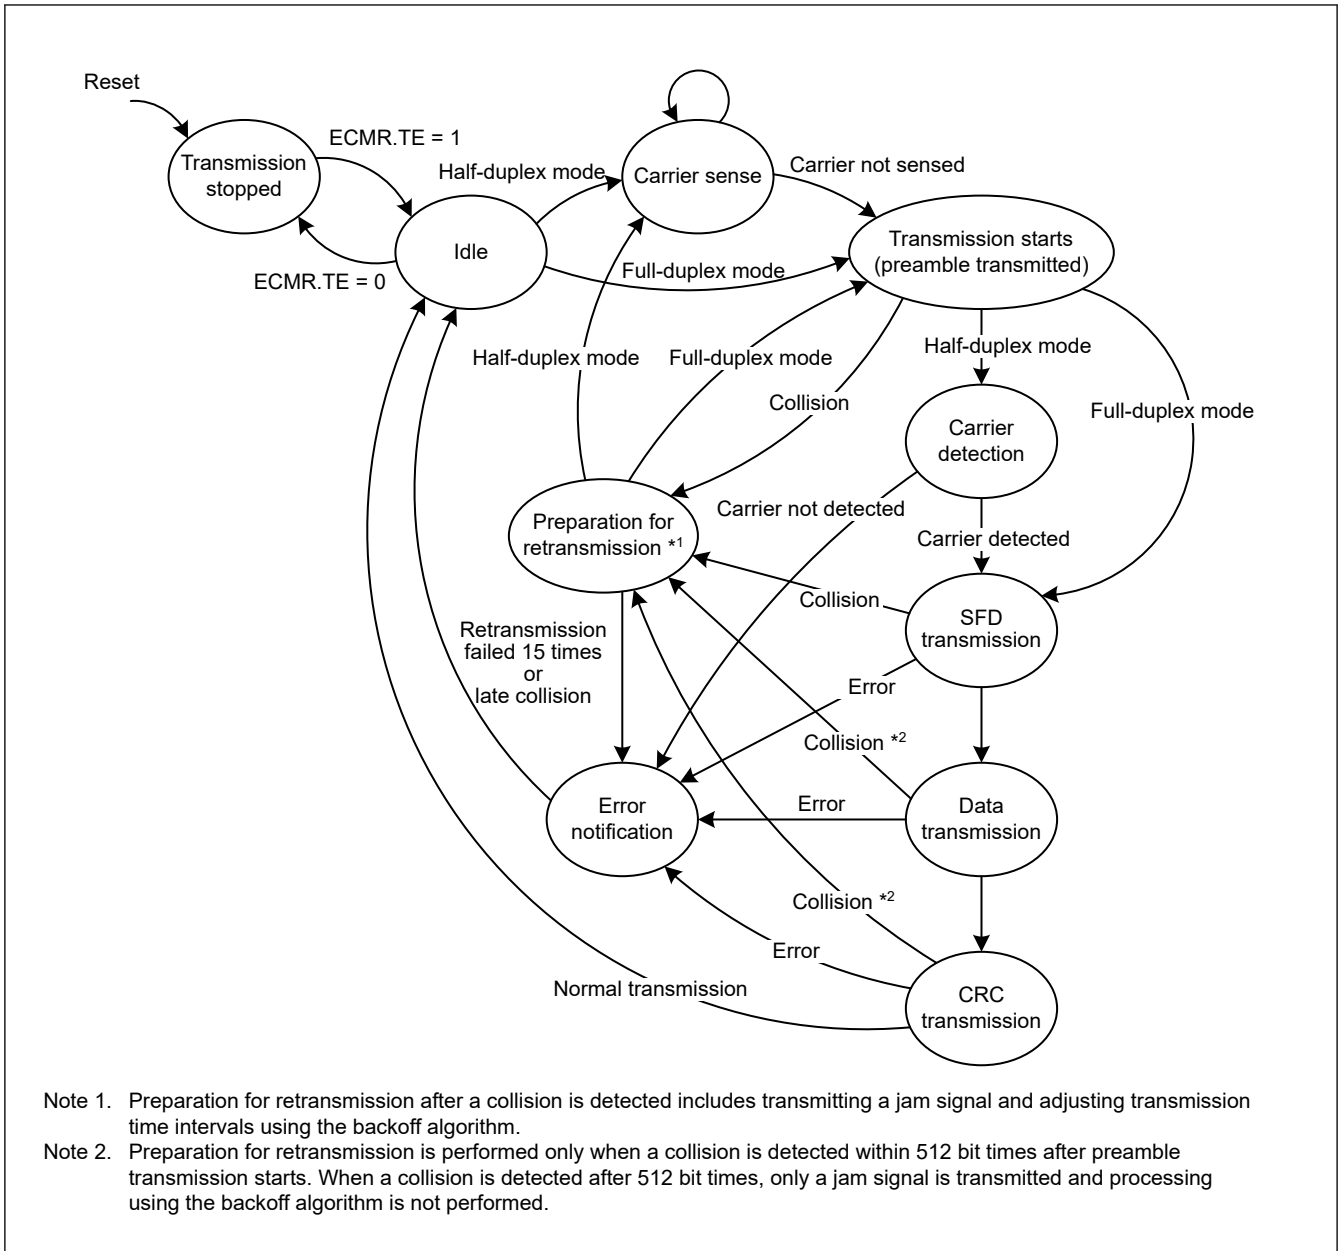 Reset
ECMR.TE = 1
Transmission
stopped
Half-duplex mode
Carrier sense
Carrier not sensed
Idle
ECMR.TE = 0
Full-duplex mode
Transmission starts
(preamble transmitted)
Half-duplex mode
Full-duplex mode
Collision
Half-duplex mode
Full-duplex mode
Carrier
detection
Carrier not detected
Preparation for
retransmission *1
Carrier detected
Collision
SFD
transmission
Retransmission
failed 15 times
or
late collision
Error
Collision *2
Error
notification
Error
Data
transmission
Collision *2
Error
Normal transmission
CRC
transmission
Note 1. Preparation for retransmission after a collision is detected includes transmitting a jam signal and adjusting transmission
time intervals using the backoff algorithm.
Note 2. Preparation for retransmission is performed only when a collision is detected within 512 bit times after preamble
transmission starts. When a collision is detected after 512 bit times, only a jam signal is transmitted and processing
using the backoff algorithm is not performed.